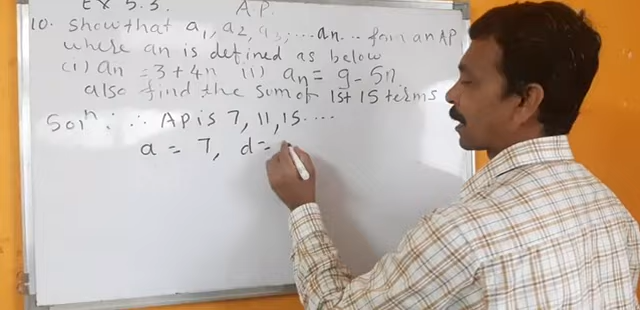 Ex 5.3. A.P.
10. Show that a1, a2, a3, ... an... form an AP
where an is defined as below
(i) an = 3 + 4n ii) an = 9 - 5n
also find the sum of 1st 15 terms
Soln: ∴ AP is 7, 11, 15....
a = 7, d =